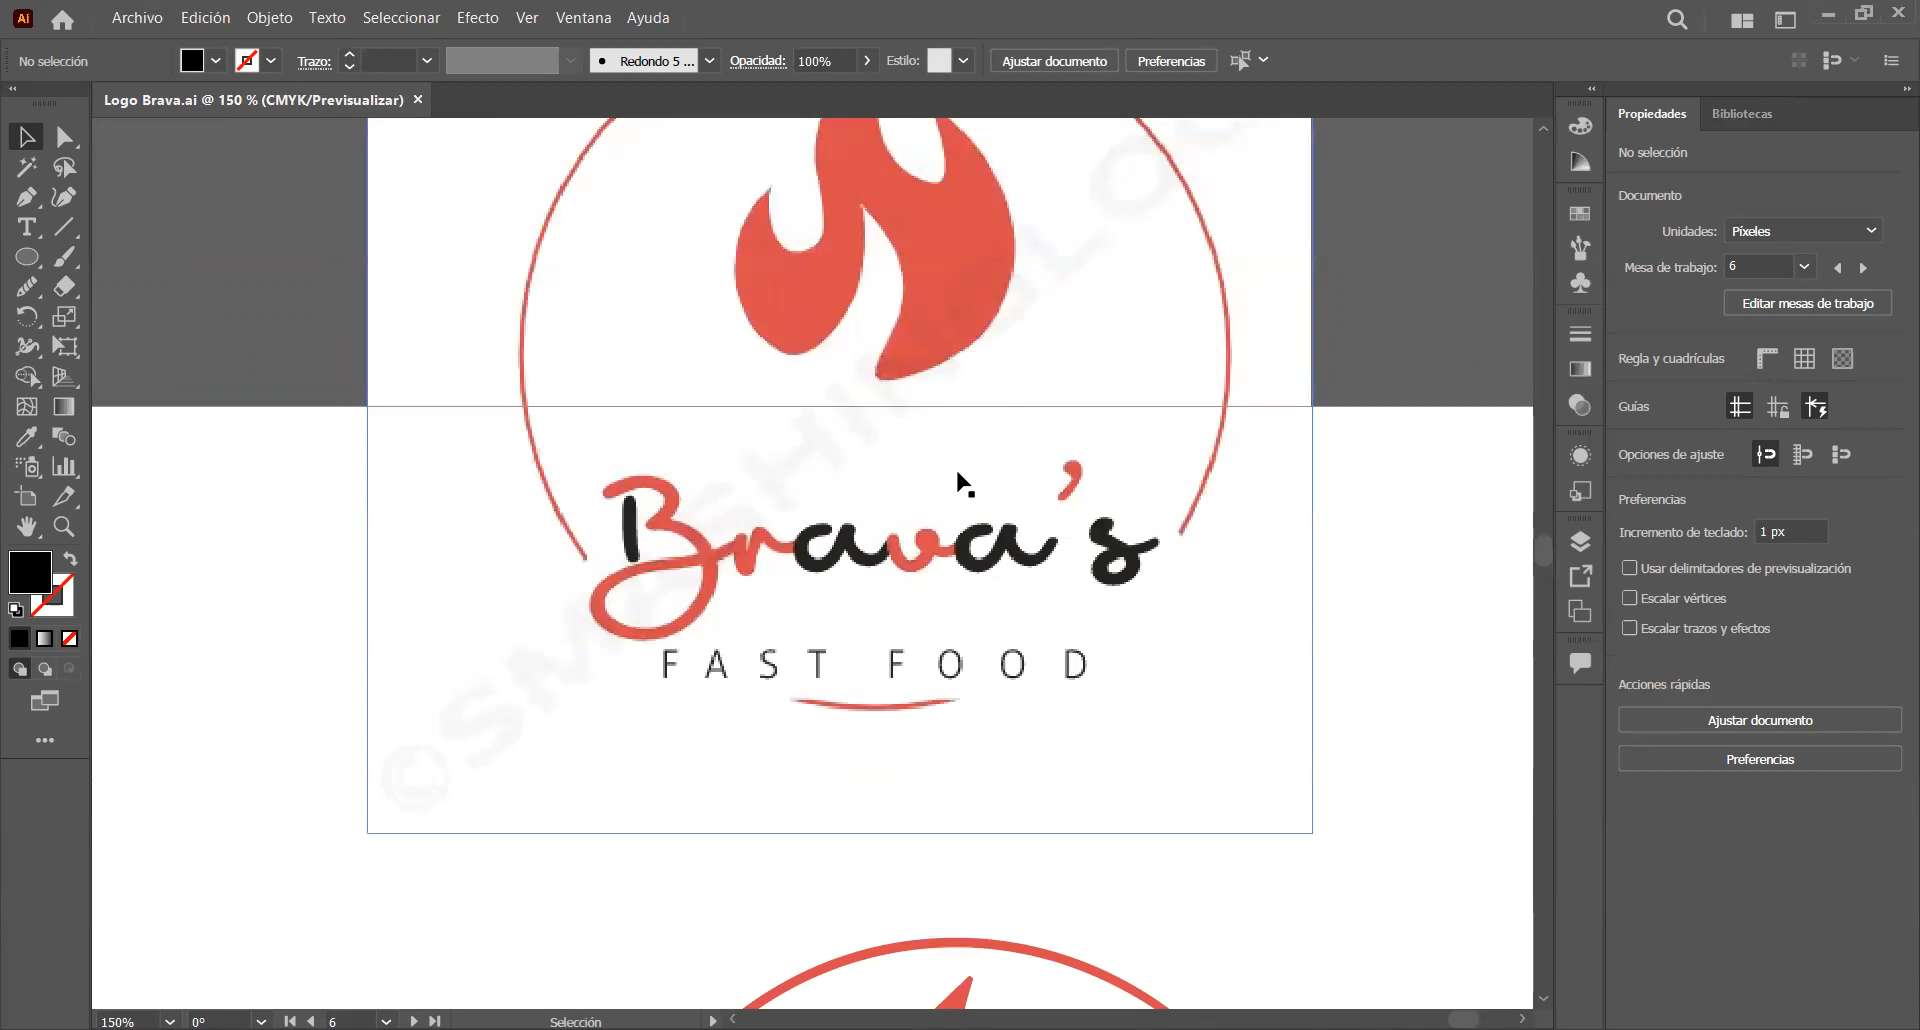 Ai Archivo Edición Objeto Texto Seleccionar Efecto Ver Ventana Ayuda
No selección Trazo: Redondo 5 ... Opacidad: 100% Estilo: Ajustar documento Preferencias
Logo Brava.ai @ 150 % (CMYK/Previsualizar)
Propiedades Bibliotecas
No selección
Documento
Unidades: Píxeles
Mesa de trabajo: 6
Editar mesas de trabajo
Regla y cuadrículas
Guías
Opciones de ajuste
Preferencias
Incremento de teclado: 1 px
Usar delimitadores de previsualización
Escalar vértices
Escalar trazos y efectos
Acciones rápidas
Ajustar documento
Preferencias
Brava's
FAST FOOD
150% 0° 6 Selección